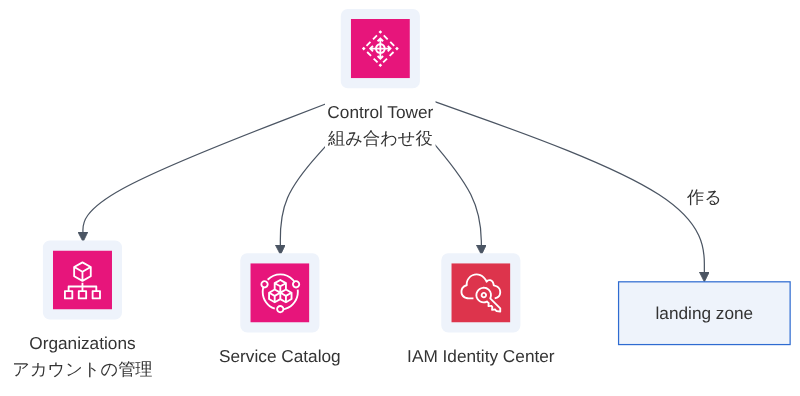 Control Tower
組み合わせ役
作る
Organizations
アカウントの管理
Service Catalog
IAM Identity Center
landing zone